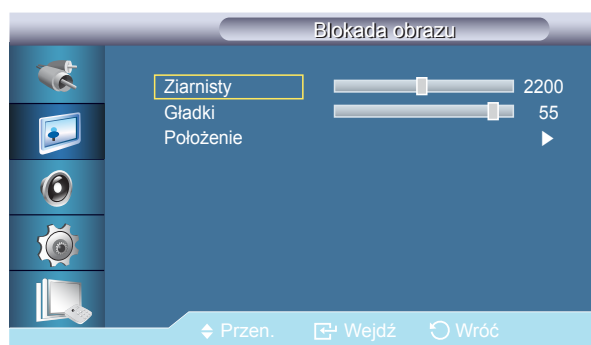 Blokada obrazu
Ziarnisty 2200
Gładki 55
Położenie
Przen. Wejdź Wróć